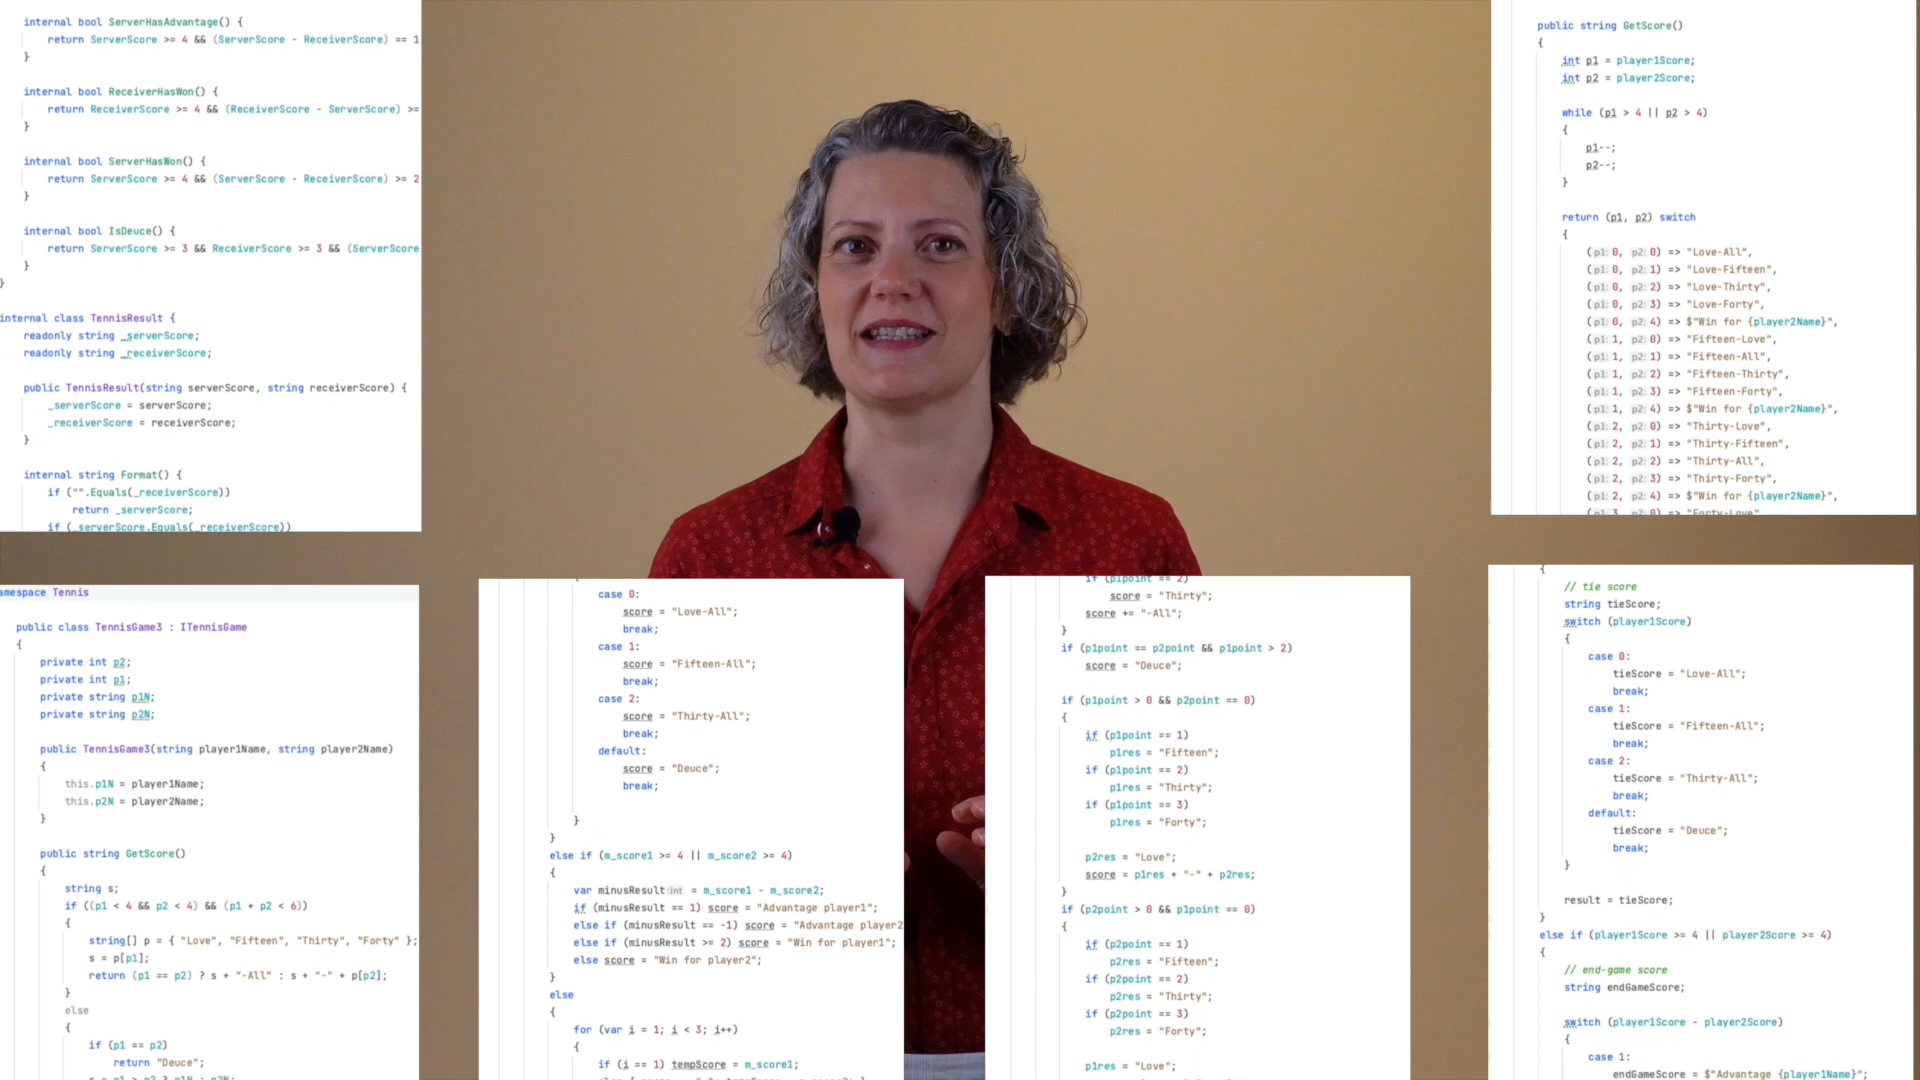 internal bool ServerHasAdvantage() {
return ServerScore >= 4 && (ServerScore - ReceiverScore) == 1
}
internal bool ReceiverHasWon() {
return ReceiverScore >= 4 && (ReceiverScore - ServerScore) >=
}
internal bool ServerHasWon() {
return ServerScore >= 4 && (ServerScore - ReceiverScore) >= 2
}
internal bool IsDeuce() {
return ServerScore >= 3 && ReceiverScore >= 3 && (ServerScore
}
}
internal class TennisResult {
readonly string _serverScore;
readonly string _receiverScore;
public TennisResult(string serverScore, string receiverScore) {
_serverScore = serverScore;
_receiverScore = receiverScore;
}
internal string Format() {
if ("".Equals(_receiverScore))
return _serverScore;
if (_serverScore.Equals(_receiverScore))
public string GetScore()
{
int p1 = player1Score;
int p2 = player2Score;
while (p1 > 4 || p2 > 4)
{
p1--;
p2--;
}
return (p1, p2) switch
{
(p1: 0, p2: 0) => "Love-All",
(p1: 0, p2: 1) => "Love-Fifteen",
(p1: 0, p2: 2) => "Love-Thirty",
(p1: 0, p2: 3) => "Love-Forty",
(p1: 0, p2: 4) => $"Win for {player2Name}",
(p1: 1, p2: 0) => "Fifteen-Love",
(p1: 1, p2: 1) => "Fifteen-All",
(p1: 1, p2: 2) => "Fifteen-Thirty",
(p1: 1, p2: 3) => "Fifteen-Forty",
(p1: 1, p2: 4) => $"Win for {player2Name}",
(p1: 2, p2: 0) => "Thirty-Love",
(p1: 2, p2: 1) => "Thirty-Fifteen",
(p1: 2, p2: 2) => "Thirty-All",
(p1: 2, p2: 3) => "Thirty-Forty",
(p1: 2, p2: 4) => $"Win for {player2Name}",
(p1: 3, p2: 0) => "Forty-Love",
amespace Tennis
public class TennisGame3 : ITennisGame
{
private int p2;
private int p1;
private string p1N;
private string p2N;
public TennisGame3(string player1Name, string player2Name)
{
this.p1N = player1Name;
this.p2N = player2Name;
}
public string GetScore()
{
string s;
if ((p1 < 4 && p2 < 4) && (p1 + p2 < 6))
{
string[] p = { "Love", "Fifteen", "Thirty", "Forty" };
s = p[p1];
return (p1 == p2) ? s + "-All" : s + "-" + p[p2];
}
else
{
if (p1 == p2)
return "Deuce";
s = p1 > p2 ? p1N : p2N;
{
case 0:
score = "Love-All";
break;
case 1:
score = "Fifteen-All";
break;
case 2:
score = "Thirty-All";
break;
default:
score = "Deuce";
break;
}
}
else if (m_score1 >= 4 || m_score2 >= 4)
{
var minusResult:int = m_score1 - m_score2;
if (minusResult == 1) score = "Advantage player1";
else if (minusResult == -1) score = "Advantage player2
else if (minusResult >= 2) score = "Win for player1";
else score = "Win for player2";
}
else
{
for (var i = 1; i < 3; i++)
{
if (i == 1) tempScore = m_score1;
if (p1point == 2)
score = "Thirty";
score += "-All";
}
if (p1point == p2point && p1point > 2)
score = "Deuce";
if (p1point > 0 && p2point == 0)
{
if (p1point == 1)
p1res = "Fifteen";
if (p1point == 2)
p1res = "Thirty";
if (p1point == 3)
p1res = "Forty";
p2res = "Love";
score = p1res + "-" + p2res;
}
if (p2point > 0 && p1point == 0)
{
if (p2point == 1)
p2res = "Fifteen";
if (p2point == 2)
p2res = "Thirty";
if (p2point == 3)
p2res = "Forty";
p1res = "Love";
{
// tie score
string tieScore;
switch (player1Score)
{
case 0:
tieScore = "Love-All";
break;
case 1:
tieScore = "Fifteen-All";
break;
case 2:
tieScore = "Thirty-All";
break;
default:
tieScore = "Deuce";
break;
}
result = tieScore;
}
else if (player1Score >= 4 || player2Score >= 4)
{
// end-game score
string endGameScore;
switch (player1Score - player2Score)
{
case 1:
endGameScore = $"Advantage {player1Name}";